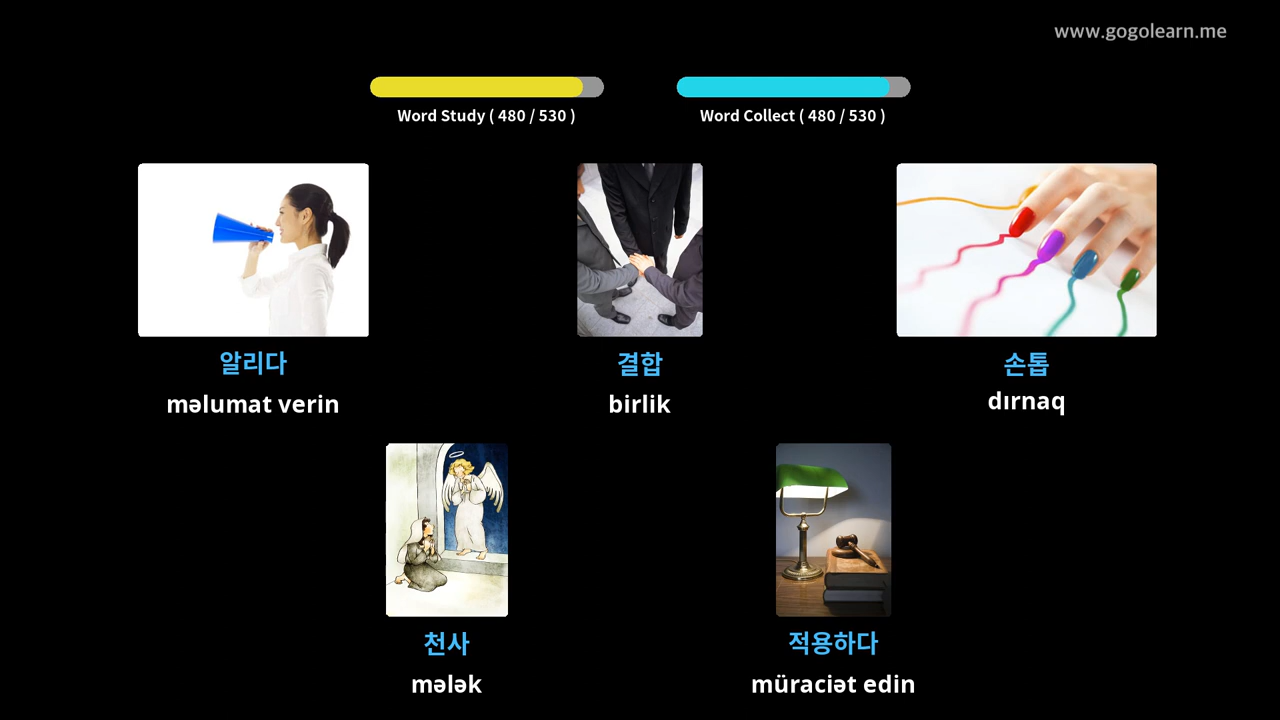 www.gogolearn.me
Word Study ( 480 / 530 )
Word Collect ( 480 / 530 )
알리다
məlumat verin
결합
birlik
손톱
dırnaq
천사
mələk
적용하다
müraciət edin